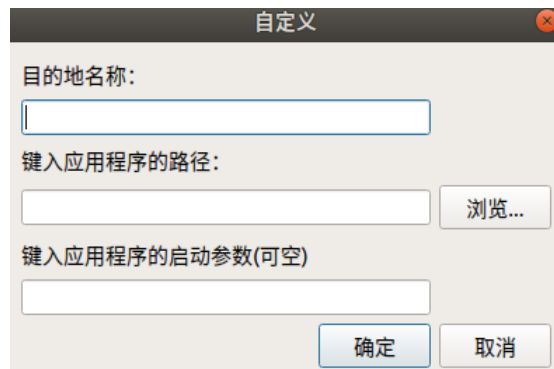 自定义
目的地名称：
键入应用程序的路径：
浏览...
键入应用程序的启动参数(可空)
确定
取消